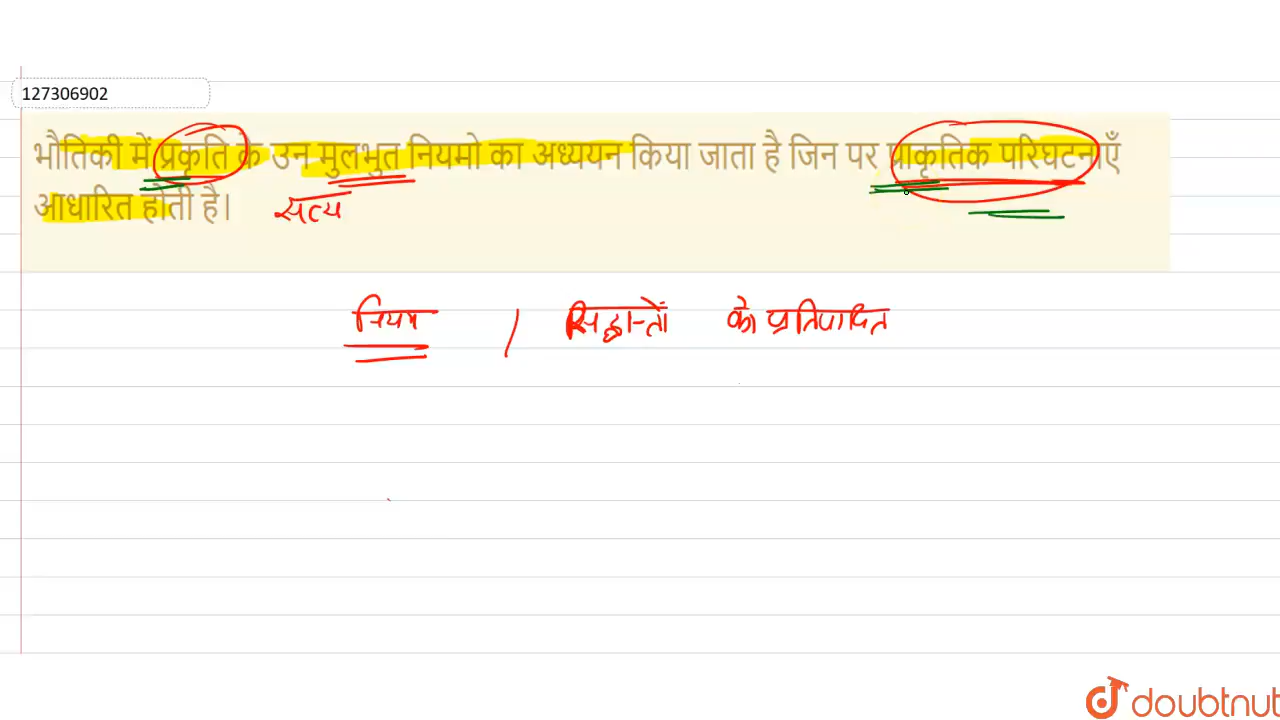 127306902
भौतिकी में प्रकृति के उन मुलभुत नियमो का अध्ययन किया जाता है जिन पर प्राकृतिक परिघटनाएँ
आधारित होती है।
सत्य
नियम / सिद्धान्तों को प्रतिपादित
doubtnut